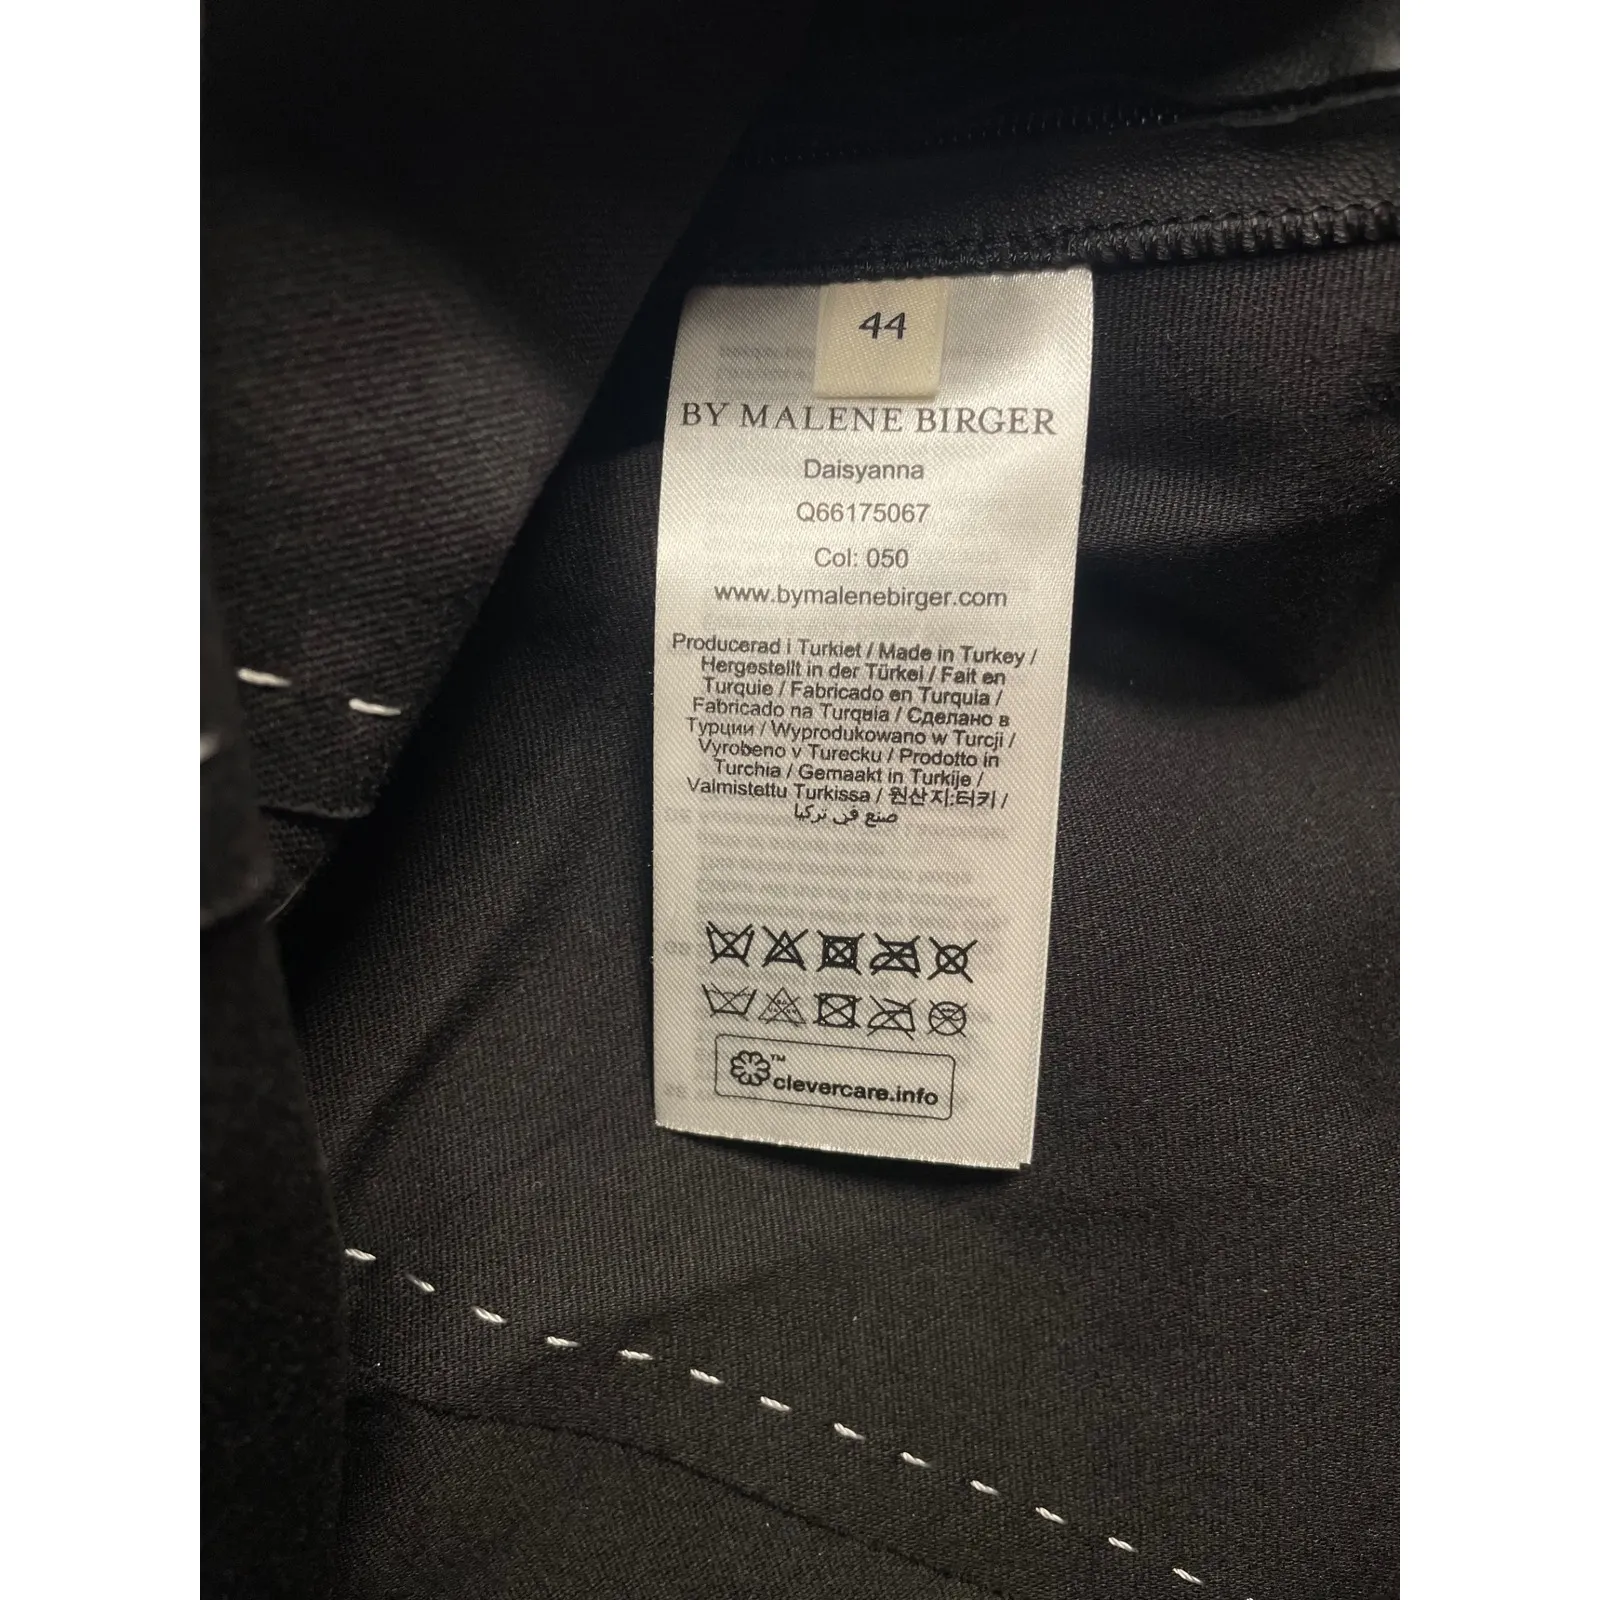 44
BY MALENE BIRGER
Daisyanna
Q66175067
Col: 050
www.bymalenebirger.com
Producerad i Turkiet / Made in Turkey /
Hergestellt in der Türkei / Fait en
Turquie / Fabricado en Turquia /
Fabricado na Turquia / Сделано в
Турции / Wyprodukowano w Turcji /
Vyrobeno v Turecku / Prodotto in
Turchia / Gemaakt in Turkije /
Valmistettu Turkissa / 원산지:터키 /
صنع في تركيا
™
clevercare.info